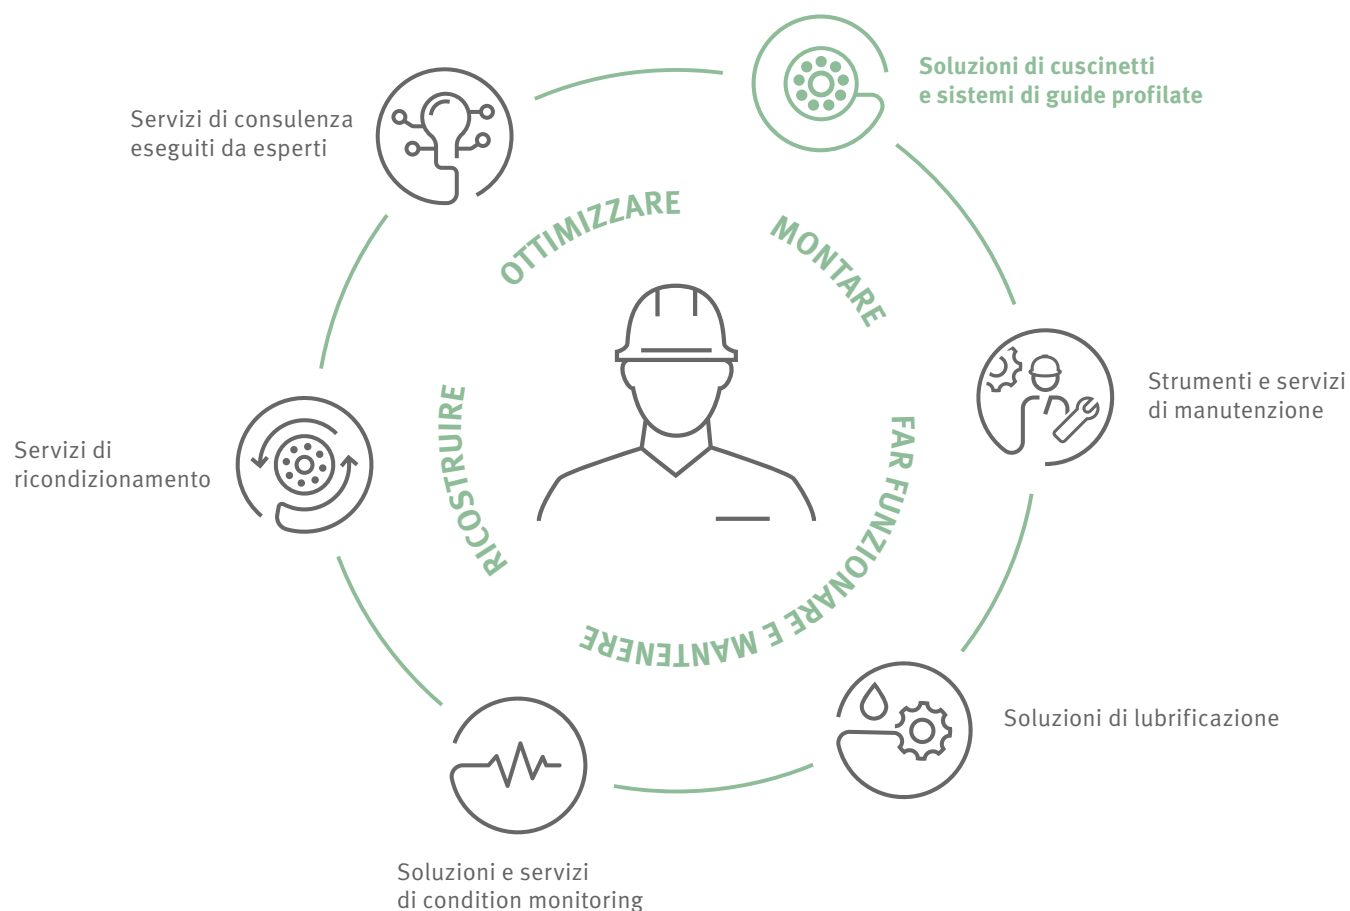 Soluzioni di cuscinetti
e sistemi di guide profilate
Servizi di consulenza
eseguiti da esperti
OTTIMIZZARE
MONTARE
Strumenti e servizi
di manutenzione
RICOSTRUIRE
FAR FUNZIONARE E MANTENERE
Servizi di
ricondizionamento
Soluzioni di lubrificazione
Soluzioni e servizi
di condition monitoring